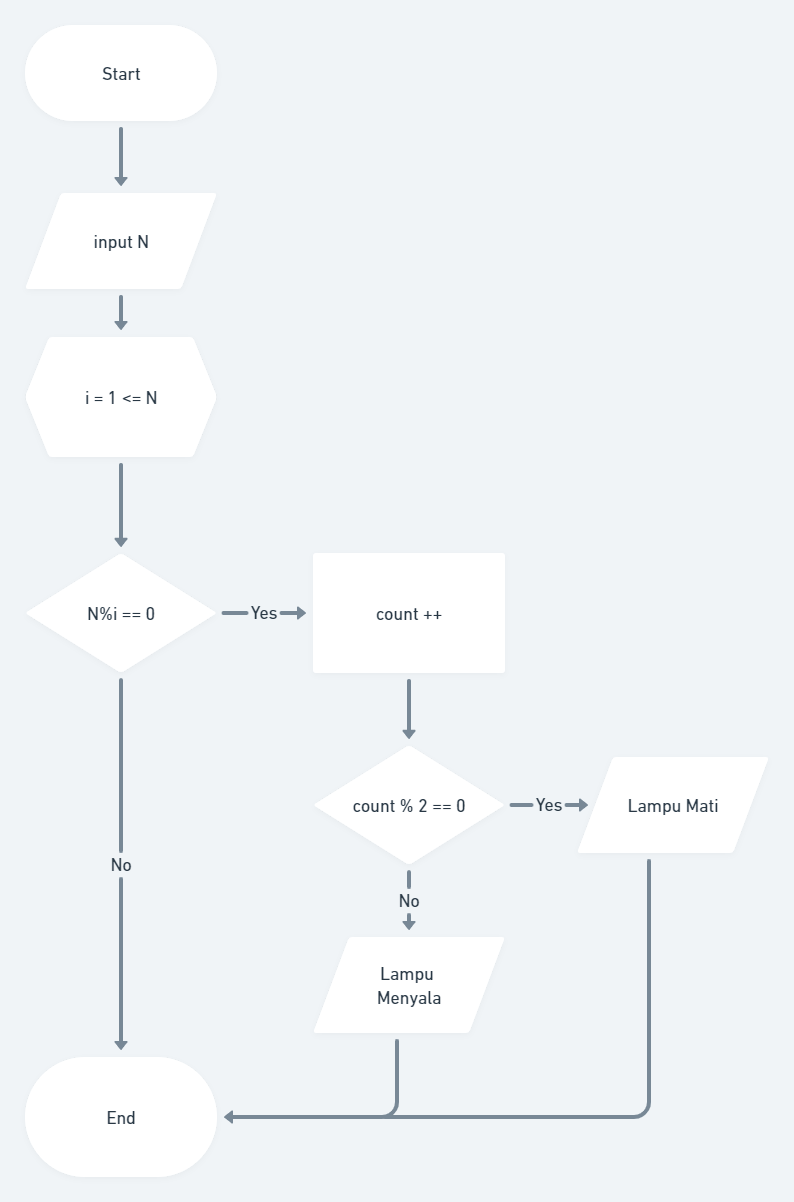 Start
input N
i = 1 <= N
N%i == 0
Yes
count ++
count % 2 == 0
Yes
Lampu Mati
No
No
Lampu
Menyala
End